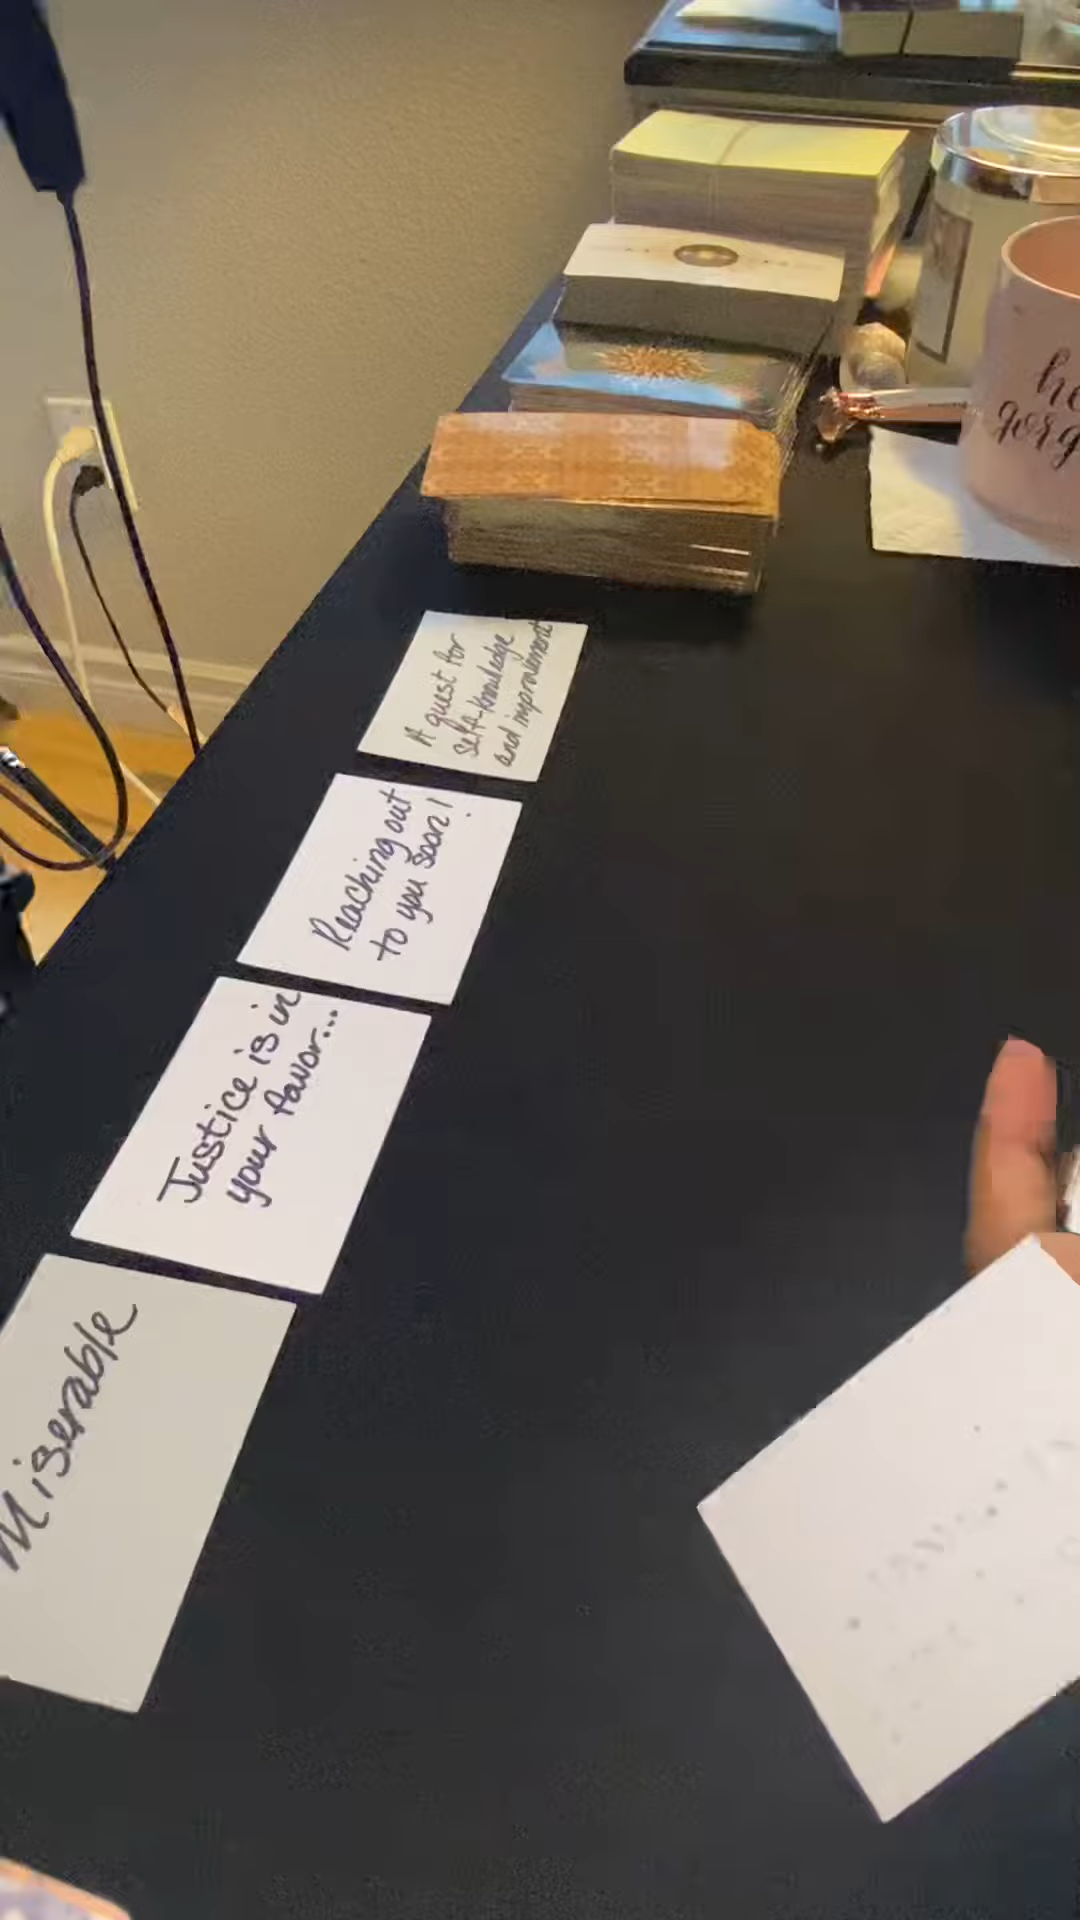 A quest for
self-knowledge
and improvement
Reaching out
to you soon!
Justice is in
your favor...
Miserable